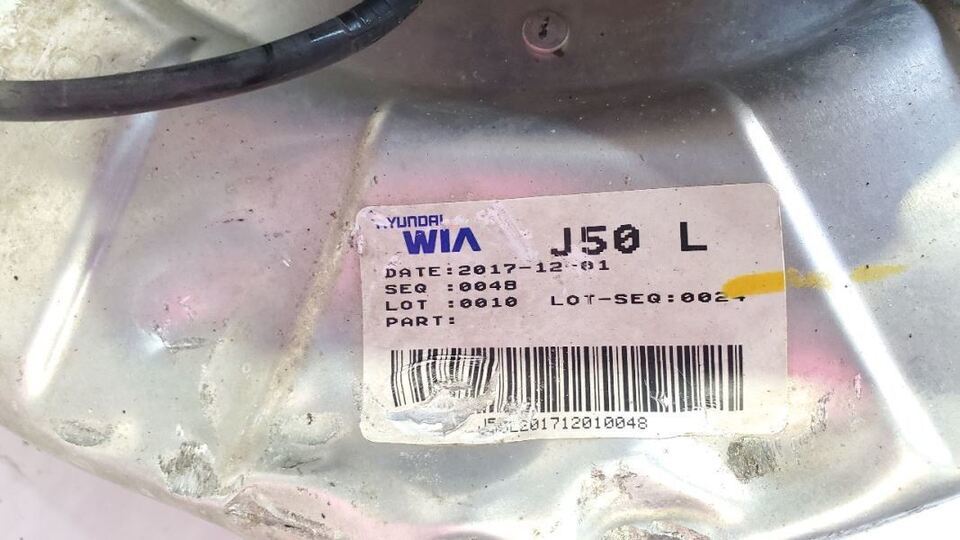 HYUNDAI
WIA
J50 L
DATE:2017-12-01
SEQ :0048
LOT :0010 LOT-SEQ:0024
PART:
J50L201712010048